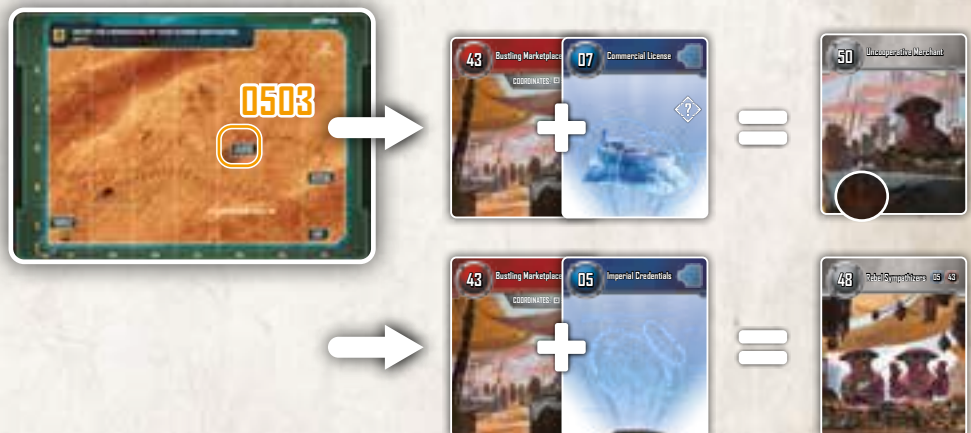 0503
43 Bustling Marketplace
COORDINATES
07 Commercial License
?
50 Uncooperative Merchant
43 Bustling Marketplace
COORDINATES
05 Imperial Credentials
48 Rebel Sympathizers 05 43